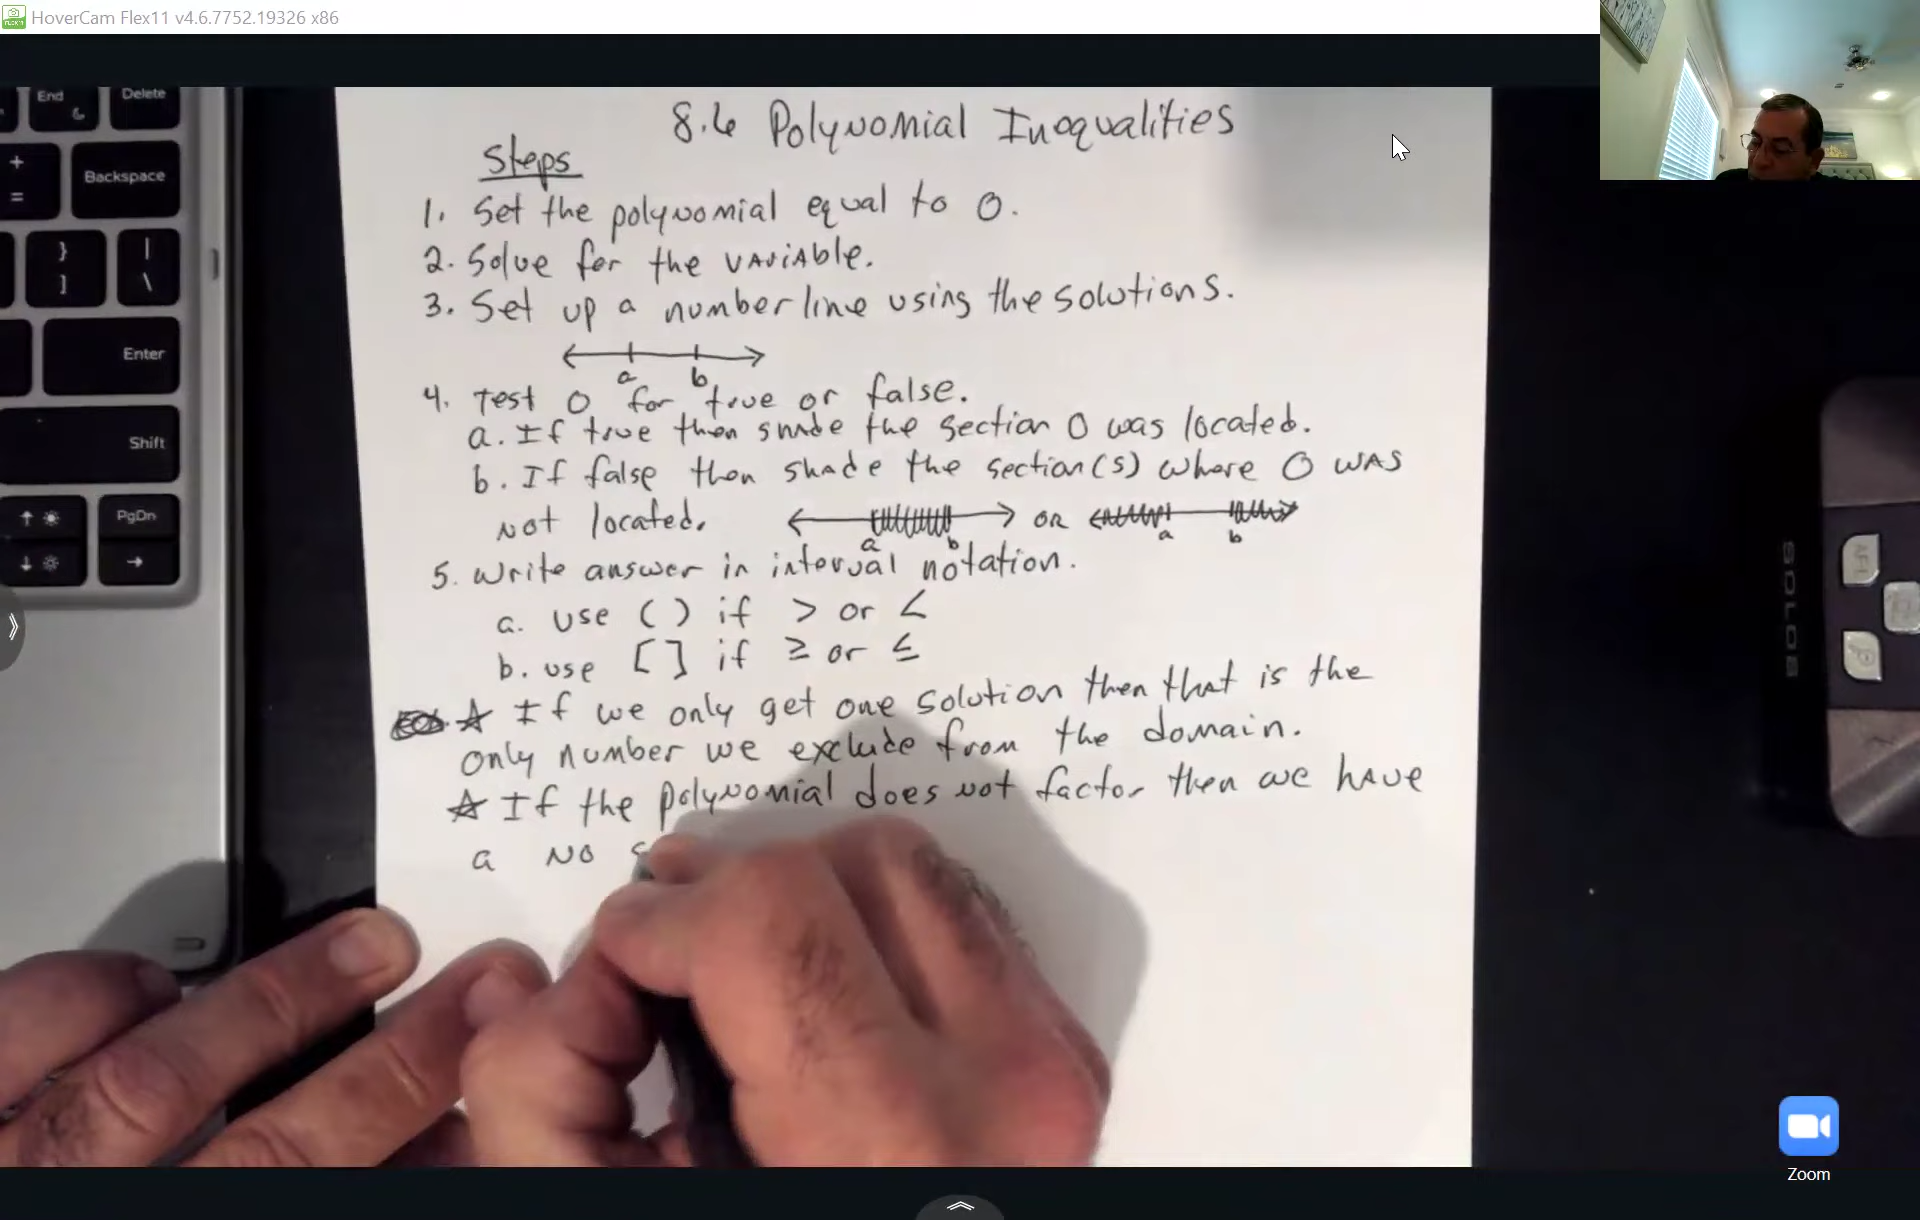 HoverCam Flex11 v4.6.7752.19326 x86
8.6 Polynomial Inequalities
Steps
1. Set the polynomial equal to 0.
2. Solve for the variable.
3. Set up a number line using the solutions.
a b
4. Test 0 for true or false.
a. If true then shade the section 0 was located.
b. If false then shade the section(s) where 0 was
not located.
OR
a b a b
5. Write answer in interval notation.
a. use ( ) if > or <
b. use [ ] if ≥ or ≤
☆ If we only get one solution then that is the
only number we exclude from the domain.
☆ If the polynomial does not factor then we have
a no s
End
Delete
+
=
Backspace
}
]
|
\
Enter
Shift
↑
PgDn
↓
→
SOLOS
AF
Zoom